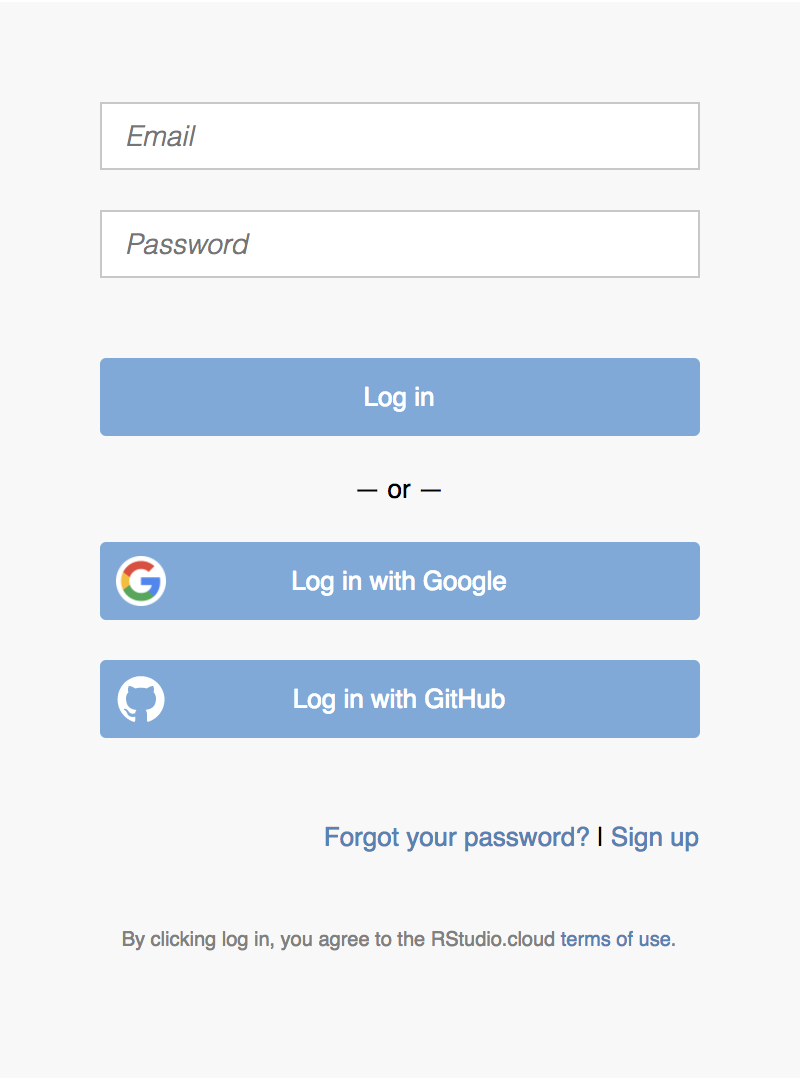 Email
Password
Log in
— or —
Log in with Google
Log in with GitHub
Forgot your password? | Sign up
By clicking log in, you agree to the RStudio.cloud terms of use.